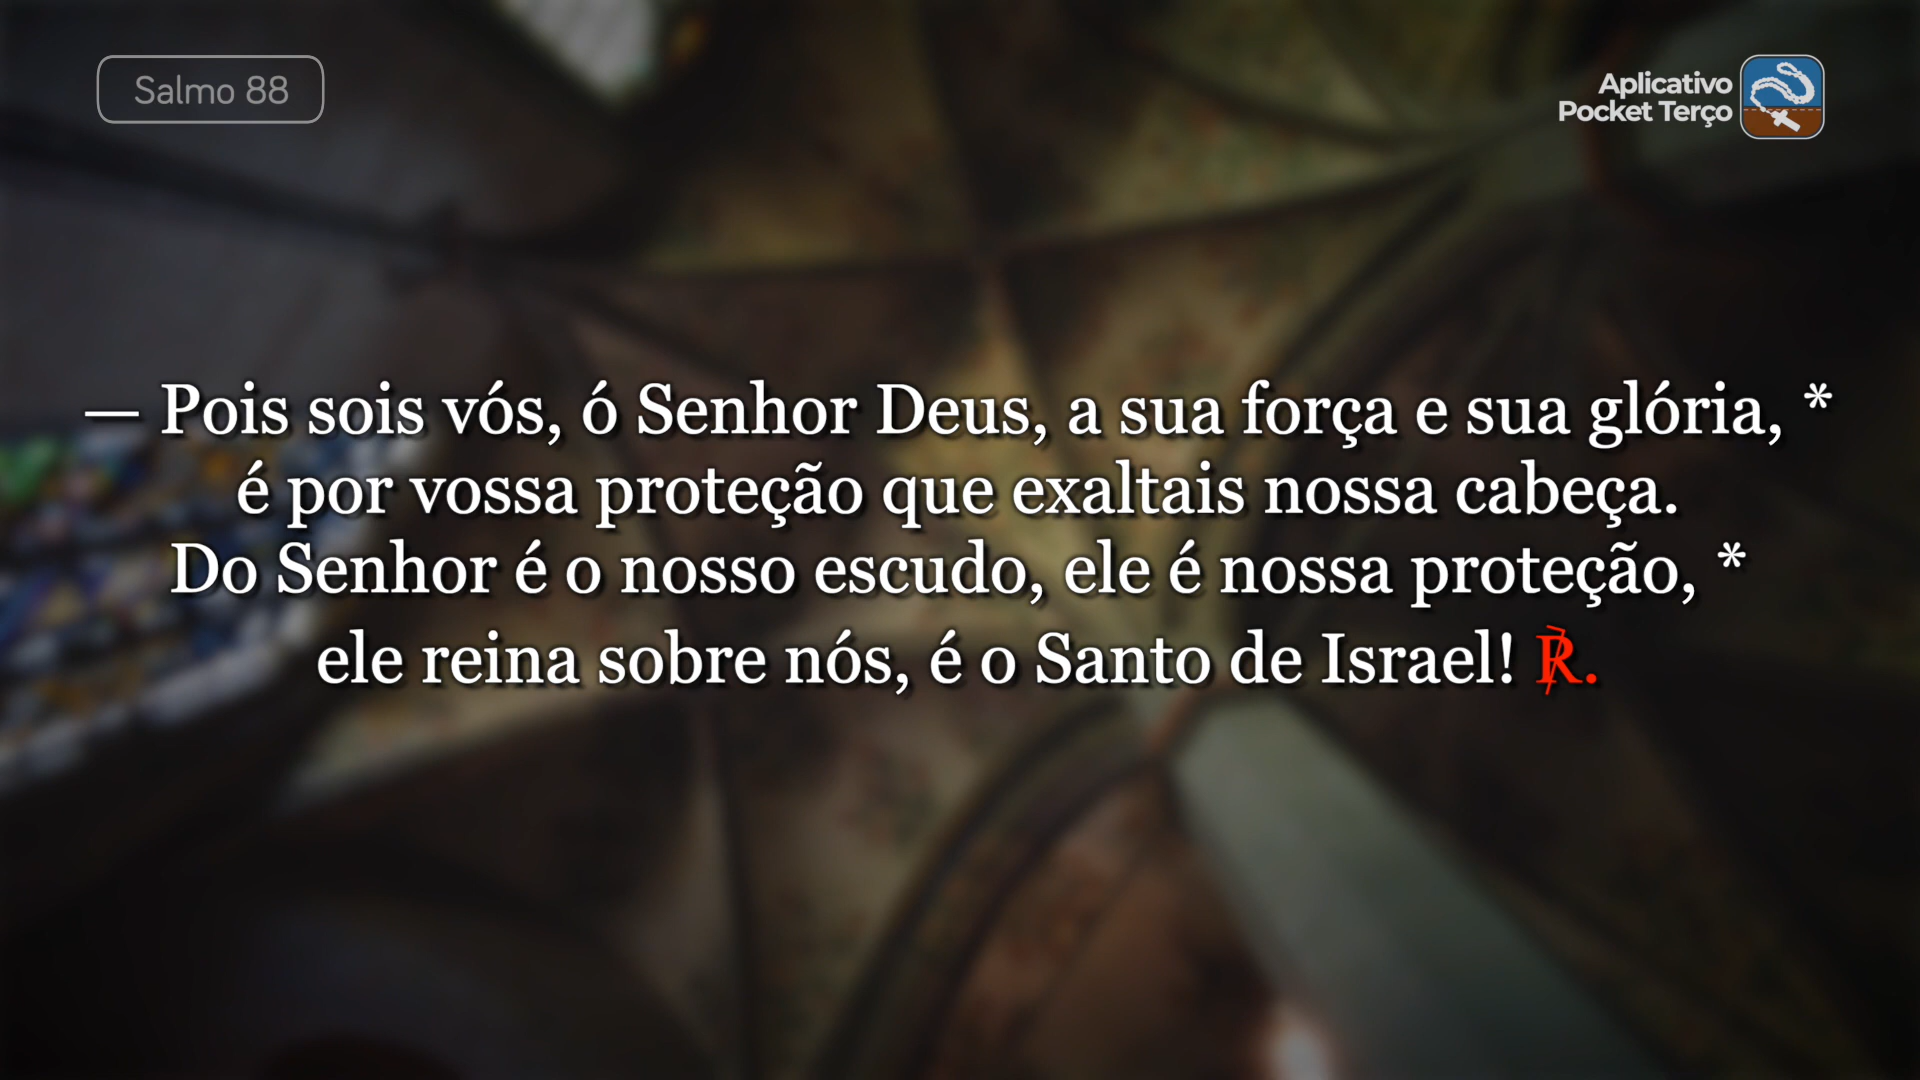 Salmo 88
Aplicativo
Pocket Terço
— Pois sois vós, ó Senhor Deus, a sua força e sua glória, *
é por vossa proteção que exaltais nossa cabeça.
Do Senhor é o nosso escudo, ele é nossa proteção, *
ele reina sobre nós, é o Santo de Israel! ℟.